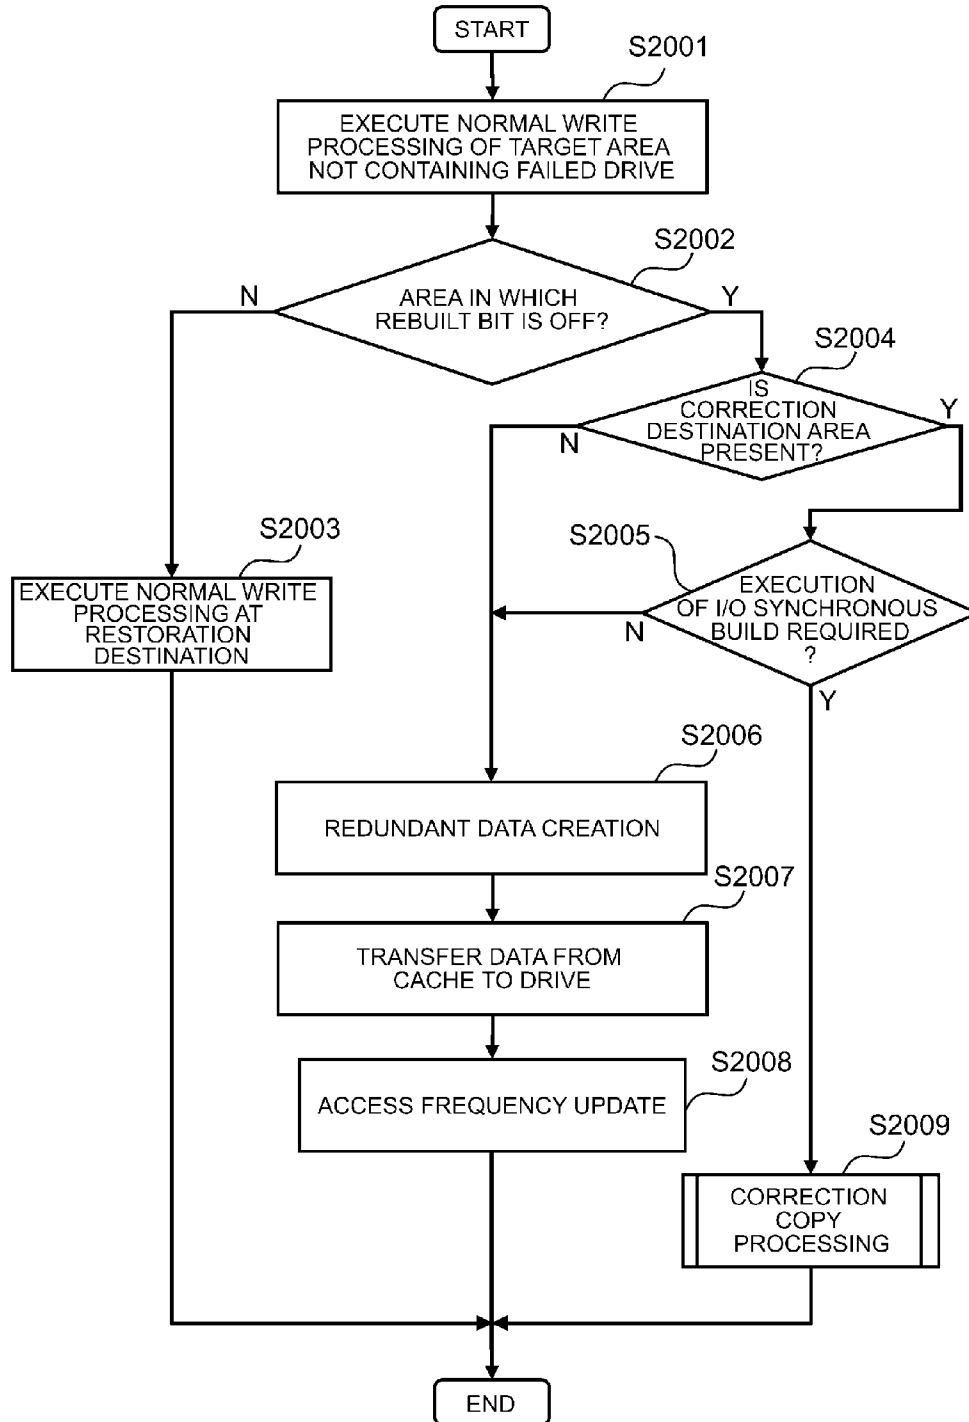 START
S2001
EXECUTE NORMAL WRITE
PROCESSING OF TARGET AREA
NOT CONTAINING FAILED DRIVE
S2002
N
Y
AREA IN WHICH
REBUILT BIT IS OFF?
S2004
IS
CORRECTION
DESTINATION AREA
PRESENT?
N
Y
S2003
EXECUTE NORMAL WRITE
PROCESSING AT
RESTORATION
DESTINATION
S2005
EXECUTION
OF I/O SYNCHRONOUS
BUILD REQUIRED
?
N
Y
S2006
REDUNDANT DATA CREATION
S2007
TRANSFER DATA FROM
CACHE TO DRIVE
S2008
ACCESS FREQUENCY UPDATE
S2009
CORRECTION
COPY
PROCESSING
END